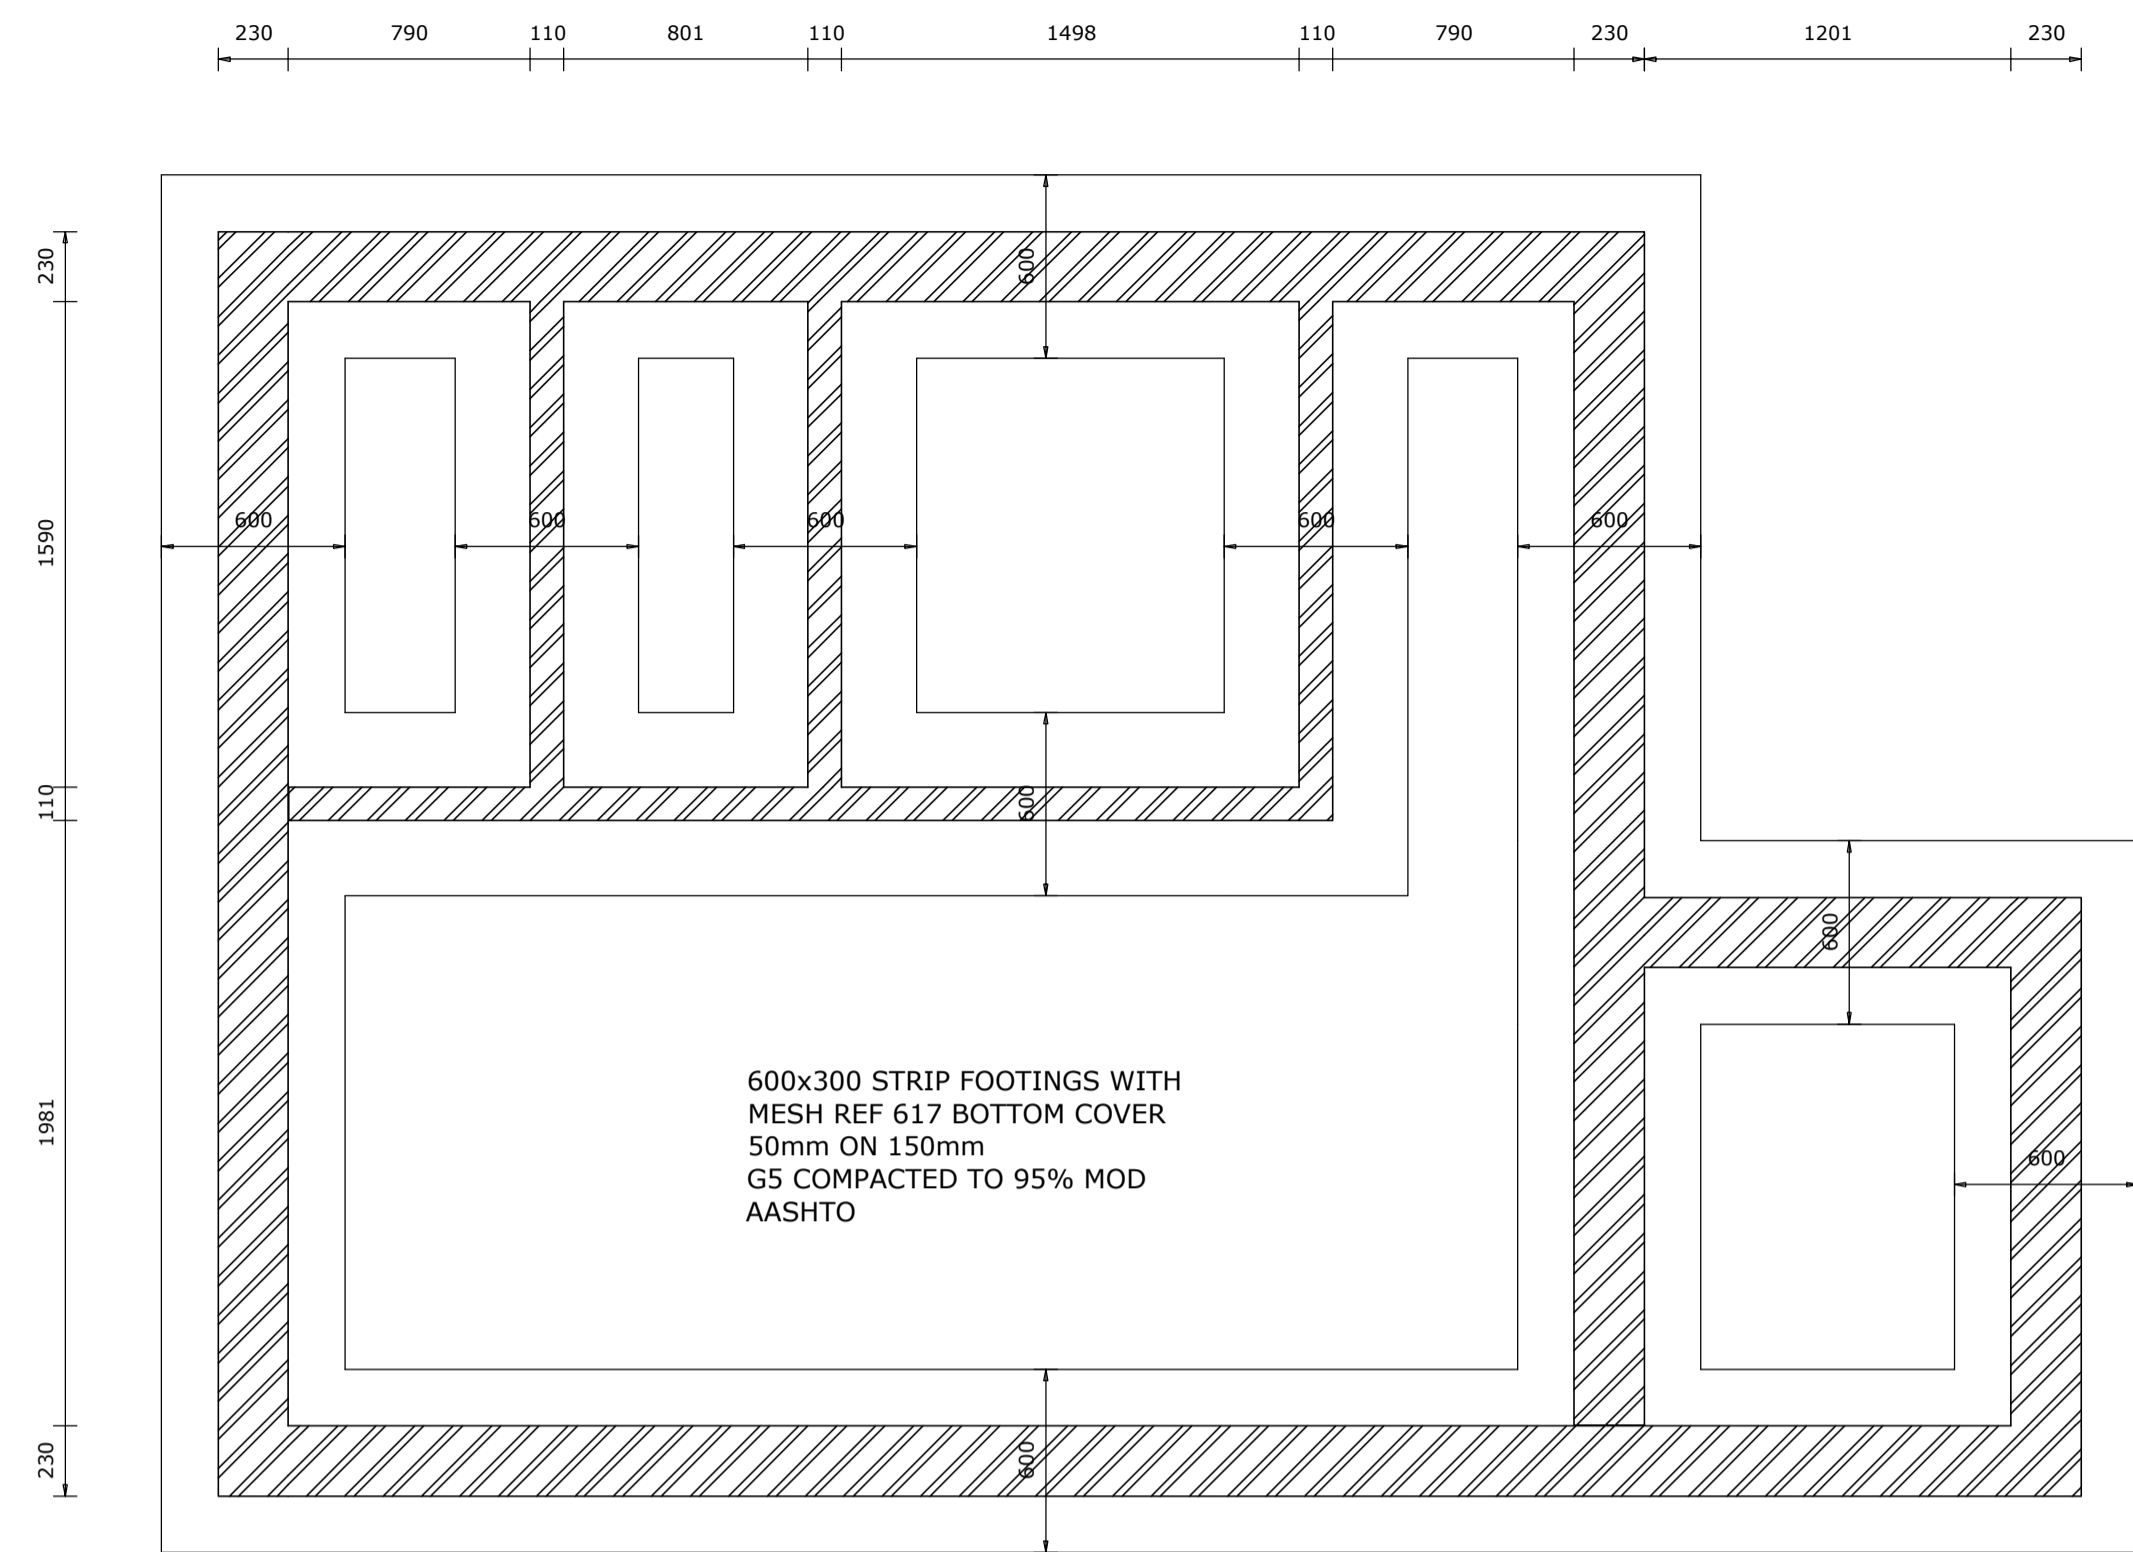 230 790 110 801 110 1498 110 790 230 1201 230
230
600
1590
600 600 600 600 600
110
600
600
1981
600x300 STRIP FOOTINGS WITH
MESH REF 617 BOTTOM COVER
50mm ON 150mm
G5 COMPACTED TO 95% MOD
AASHTO
600
230
600